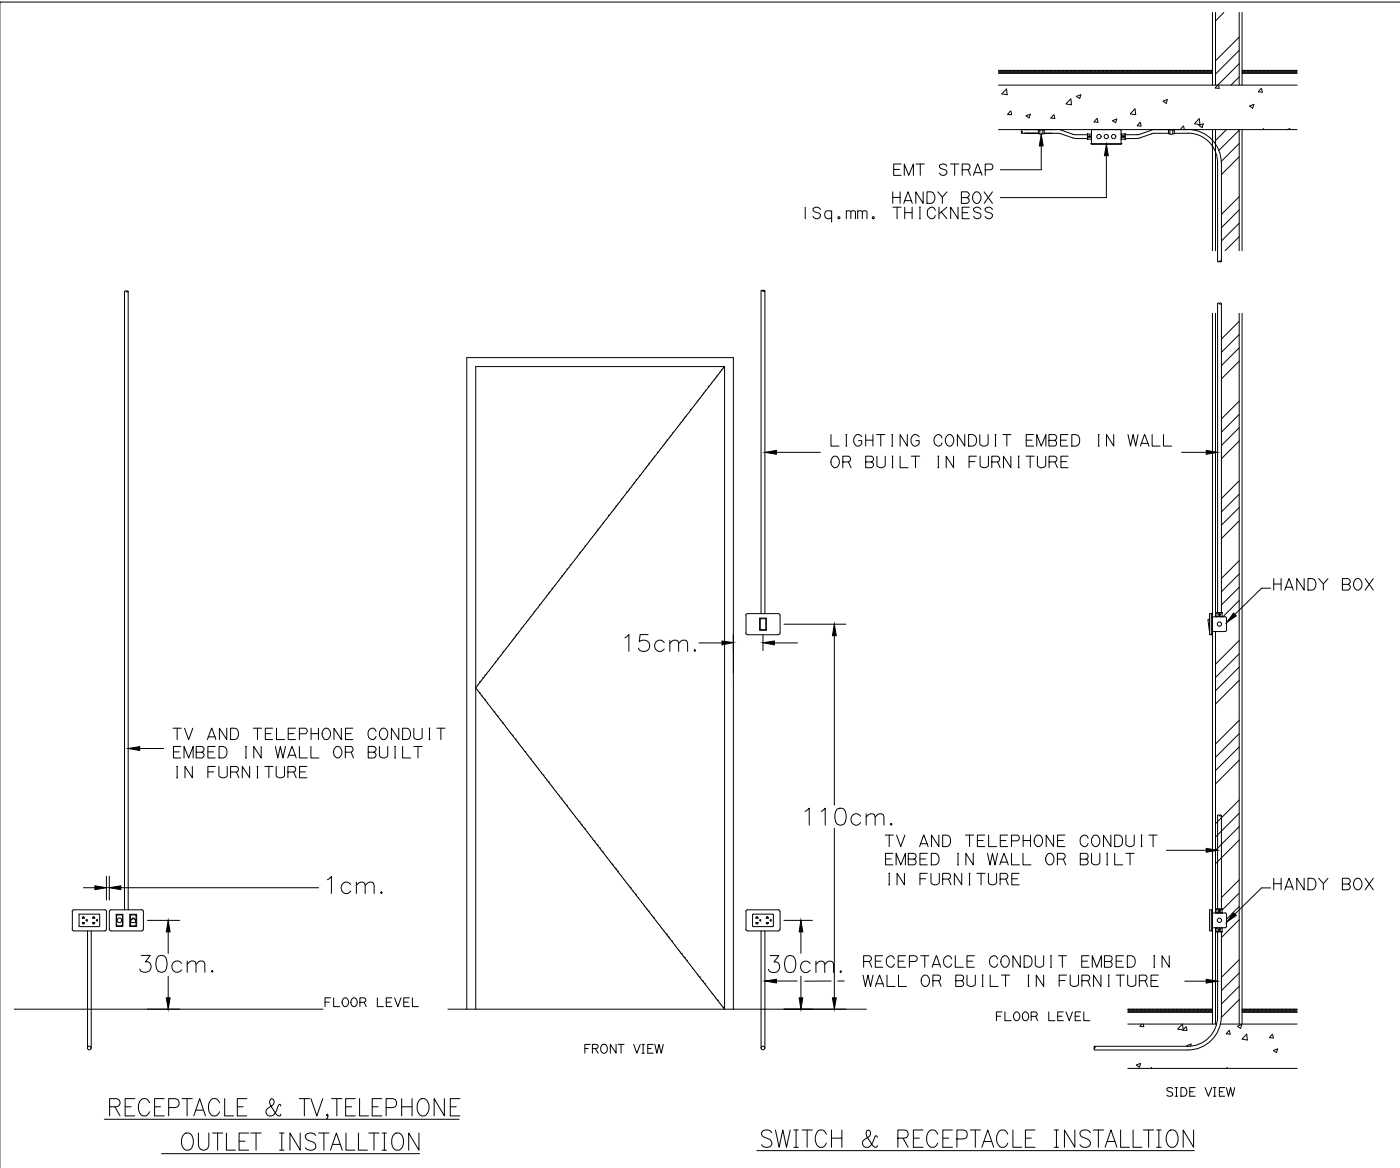 EMT STRAP
HANDY BOX
1Sq.mm. THICKNESS
LIGHTING CONDUIT EMBED IN WALL
OR BUILT IN FURNITURE
HANDY BOX
15cm.
TV AND TELEPHONE CONDUIT
EMBED IN WALL OR BUILT
IN FURNITURE
110cm.
TV AND TELEPHONE CONDUIT
EMBED IN WALL OR BUILT
IN FURNITURE
1cm.
HANDY BOX
30cm.
30cm.
RECEPTACLE CONDUIT EMBED IN
WALL OR BUILT IN FURNITURE
FLOOR LEVEL
FLOOR LEVEL
FRONT VIEW
SIDE VIEW
RECEPTACLE & TV,TELEPHONE
OUTLET INSTALLTION
SWITCH & RECEPTACLE INSTALLTION